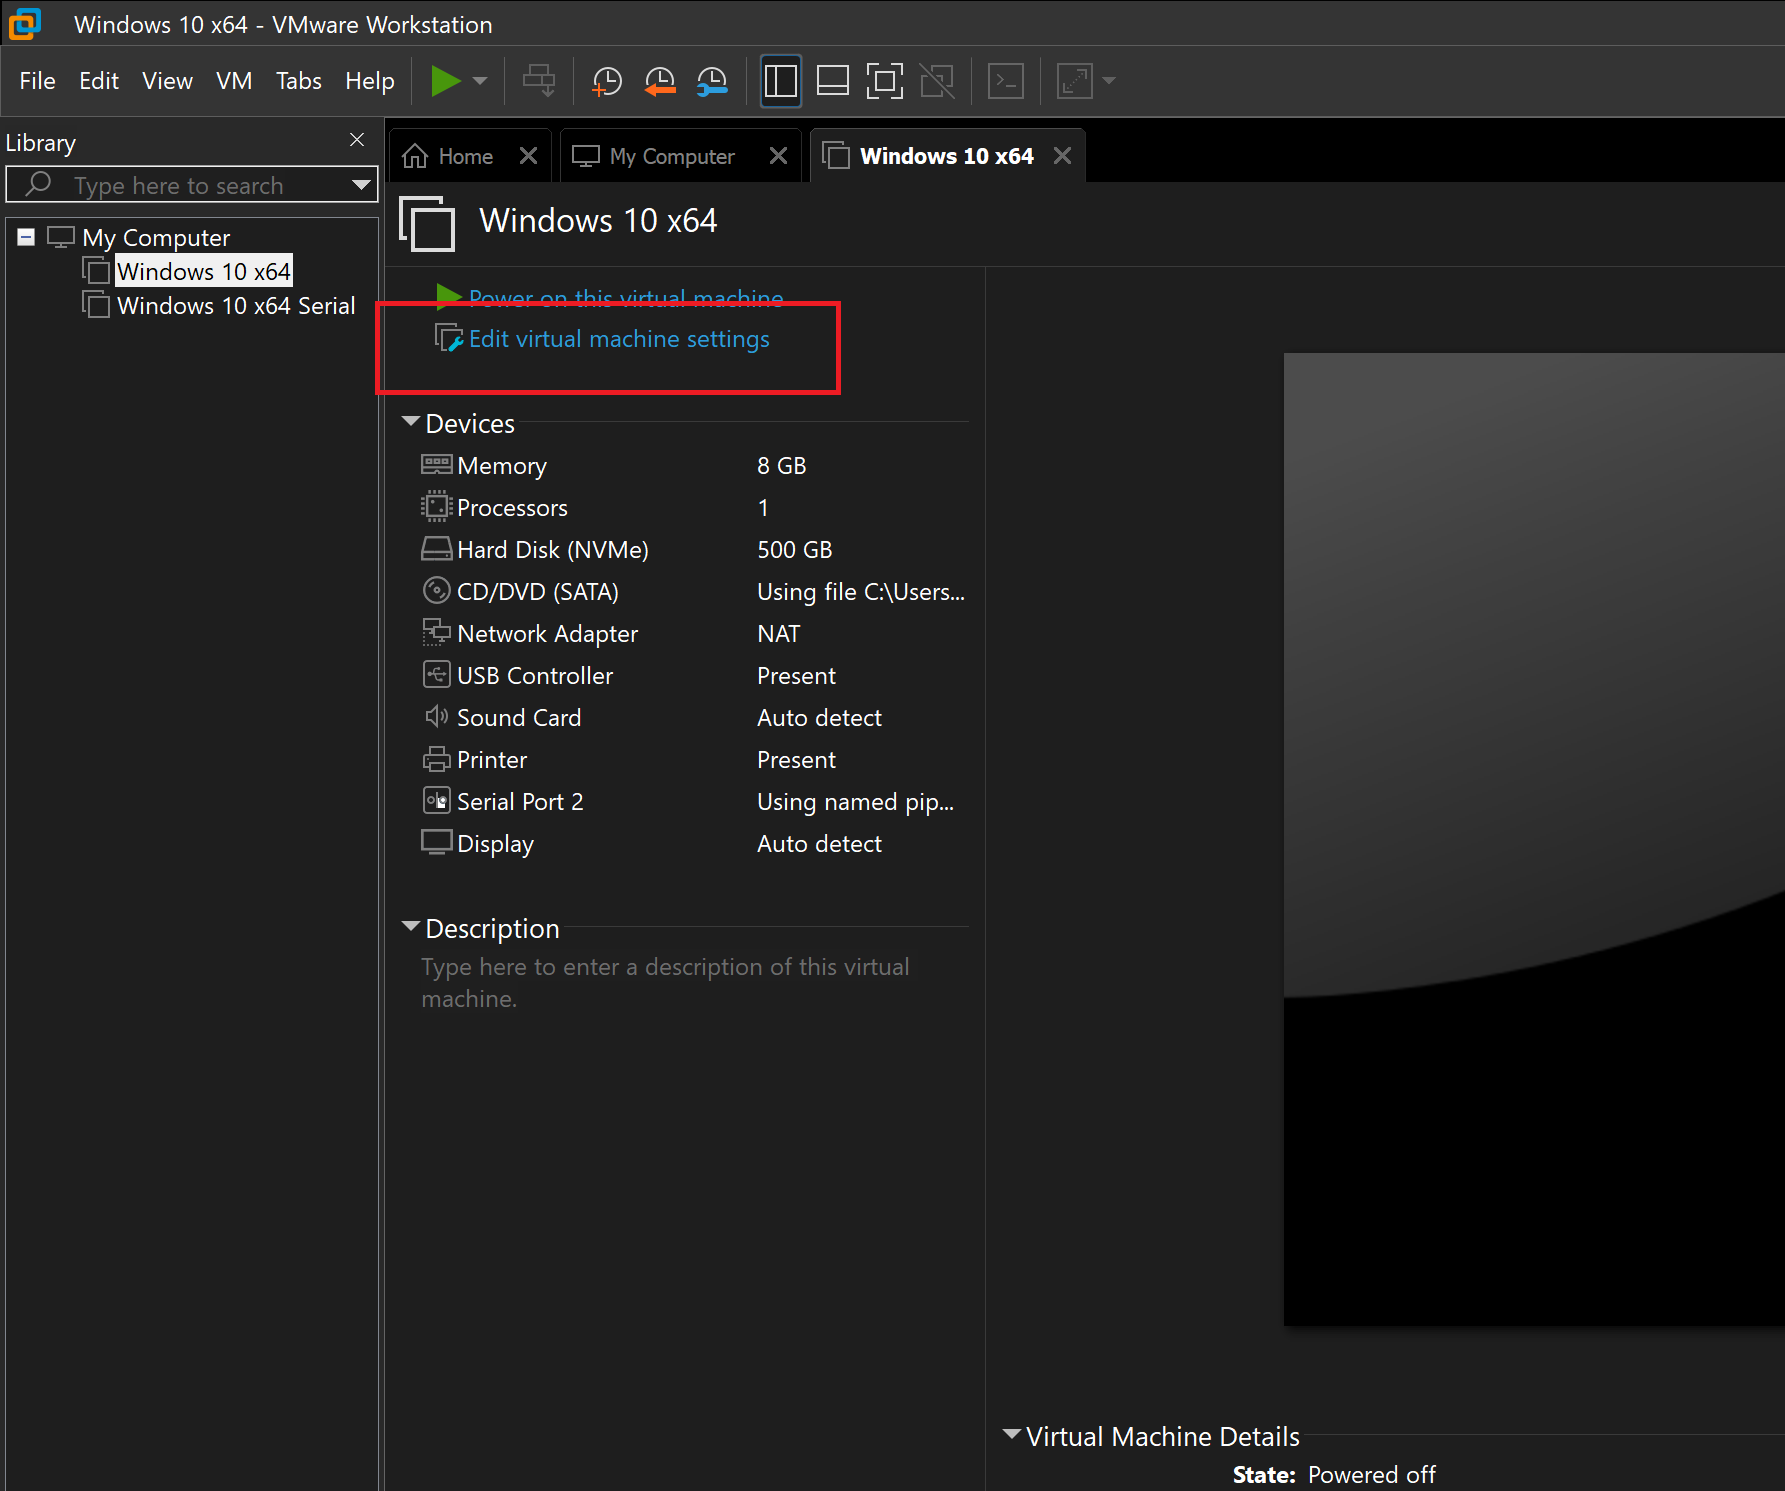 Windows 10 x64 - VMware Workstation
File Edit View VM Tabs Help
Library
Type here to search
My Computer
Windows 10 x64
Windows 10 x64 Serial
Home
My Computer
Windows 10 x64
Windows 10 x64
Power on this virtual machine
Edit virtual machine settings
Devices
Memory 8 GB
Processors 1
Hard Disk (NVMe) 500 GB
CD/DVD (SATA) Using file C:\Users...
Network Adapter NAT
USB Controller Present
Sound Card Auto detect
Printer Present
Serial Port 2 Using named pip...
Display Auto detect
Description
Type here to enter a description of this virtual
machine.
Virtual Machine Details
State: Powered off